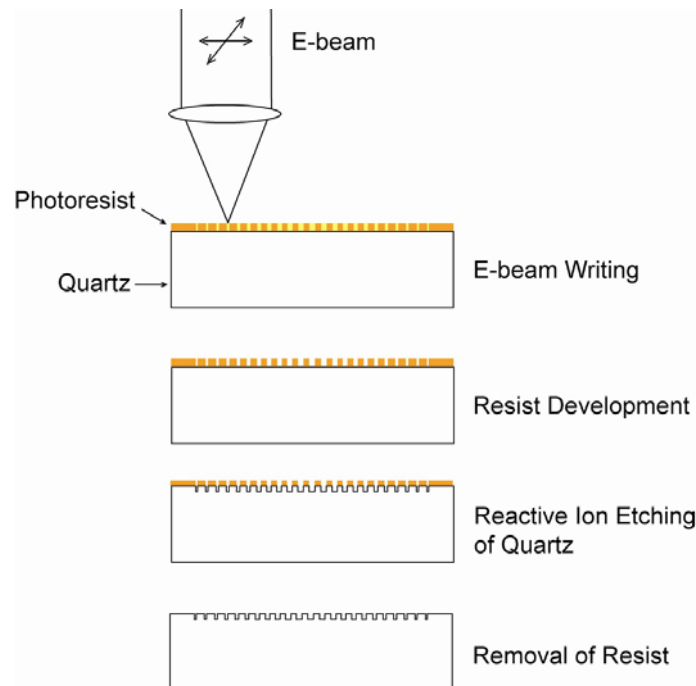 E-beam
Photoresist
Quartz
E-beam Writing
Resist Development
Reactive Ion Etching
of Quartz
Removal of Resist